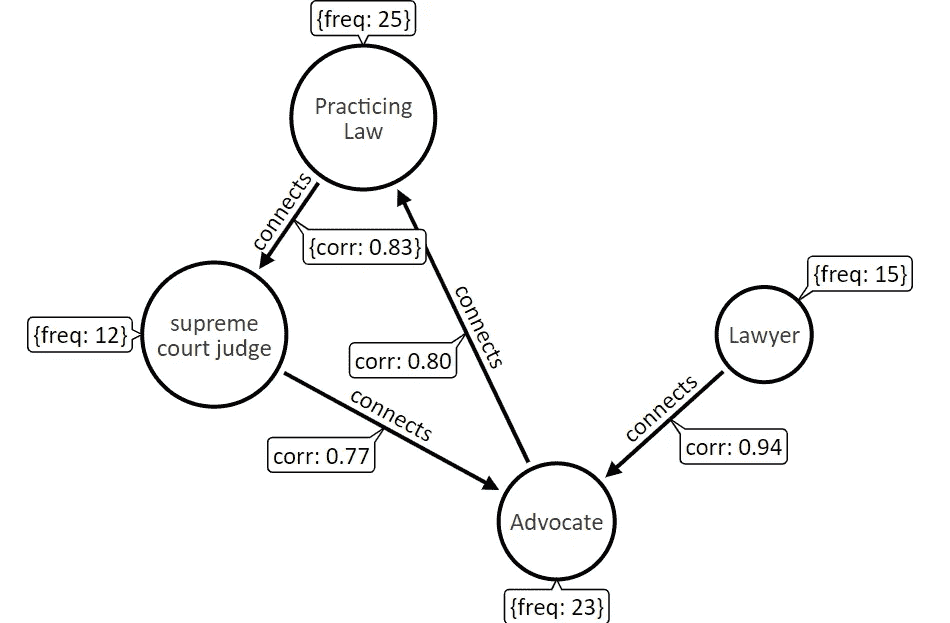 {freq: 25}
Practicing
Law
connects
{corr: 0.83}
{freq: 15}
connects
supreme
court judge
{freq: 12}
Lawyer
corr: 0.80
connects
connects
corr: 0.94
corr: 0.77
Advocate
{freq: 23}